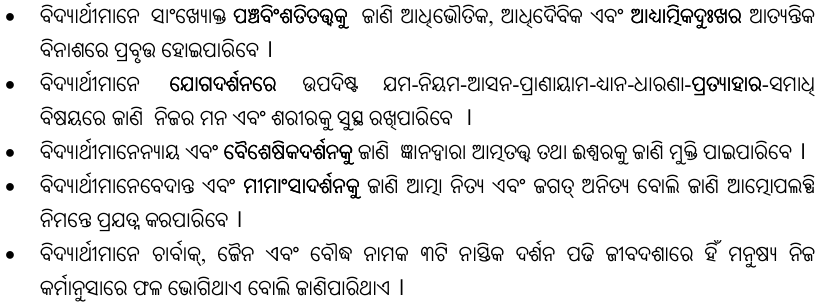 • ବିଦ୍ୟାର୍ଥୀମାନେ ସାଂଖ୍ୟୋକ୍ତ ପଞ୍ଚବିଂଶତିତତ୍ତ୍ୱକୁ ଜାଣି ଆଧିଭୌତିକ, ଆଧିଦୈବିକ ଏବଂ ଆଧ୍ୟାତ୍ମିକଦୁଃଖର ଆତ୍ୟନ୍ତିକ
ବିନାଶରେ ପ୍ରବୃତ୍ତ ହୋଇପାରିବେ ।
• ବିଦ୍ୟାର୍ଥୀମାନେ ଯୋଗଦର୍ଶନରେ ଉପଦିଷ୍ଟ ଯମ-ନିୟମ-ଆସନ-ପ୍ରାଣାୟାମ-ଧ୍ୟାନ-ଧାରଣା-ପ୍ରତ୍ୟାହାର-ସମାଧି
ବିଷୟରେ ଜାଣି ନିଜର ମନ ଏବଂ ଶରୀରକୁ ସୁସ୍ଥ ରଖିପାରିବେ ।
• ବିଦ୍ୟାର୍ଥୀମାନେନ୍ୟାୟ ଏବଂ ବୈଶେଷିକଦର୍ଶନକୁ ଜାଣି ଜ୍ଞାନଦ୍ୱାରା ଆତ୍ମତତ୍ତ୍ୱ ତଥା ଈଶ୍ୱରକୁ ଜାଣି ମୁକ୍ତି ପାଇପାରିବେ ।
• ବିଦ୍ୟାର୍ଥୀମାନେବେଦାନ୍ତ ଏବଂ ମୀମାଂସାଦର୍ଶନକୁ ଜାଣି ଆତ୍ମା ନିତ୍ୟ ଏବଂ ଜଗତ୍ ଅନିତ୍ୟ ବୋଲି ଜାଣି ଆତ୍ମୋପଲବ୍ଧି
ନିମନ୍ତେ ପ୍ରଯତ୍ନ କରପାରିବେ ।
• ବିଦ୍ୟାର୍ଥୀମାନେ ଚାର୍ବାକ୍, ଜୈନ ଏବଂ ବୌଦ୍ଧ ନାମକ ୩ଟି ନାସ୍ତିକ ଦର୍ଶନ ପଢି ଜୀବଦଶାରେ ହିଁ ମନୁଷ୍ୟ ନିଜ
କର୍ମାନୁସାରେ ଫଳ ଭୋଗିଥାଏ ବୋଲି ଜାଣିପାରିଥାଏ ।